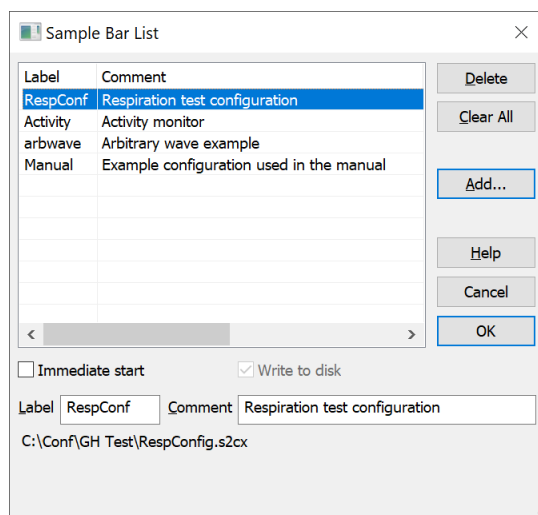 Sample Bar List
Label Comment
RespConf Respiration test configuration
Activity Activity monitor
arbwave Arbitrary wave example
Manual Example configuration used in the manual
Delete
Clear All
Add...
Help
Cancel
OK
Immediate start Write to disk
Label RespConf Comment Respiration test configuration
C:\Conf\GH Test\RespConfig.s2cx